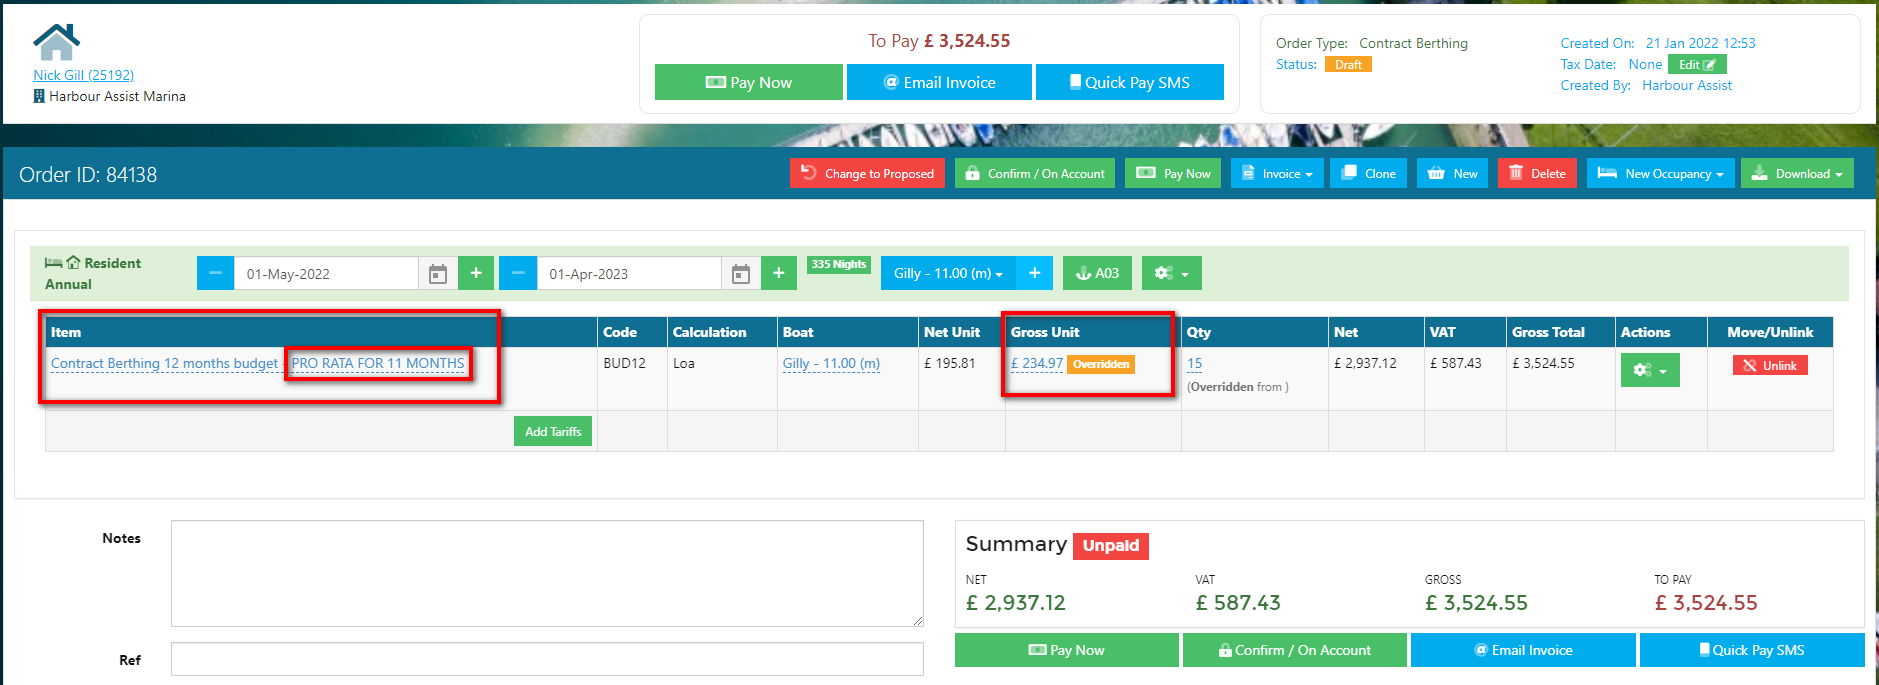 Nick Gill (25192)
Harbour Assist Marina
To Pay £ 3,524.55
Pay Now
@ Email Invoice
Quick Pay SMS
Order Type: Contract Berthing
Status: Draft
Created On: 21 Jan 2022 12:53
Tax Date: None Edit
Created By: Harbour Assist
Order ID: 84138
Change to Proposed
Confirm / On Account
Pay Now
Invoice
Clone
New
Delete
New Occupancy
Download
Resident
Annual
01-May-2022
+
01-Apr-2023
+
335 Nights
Gilly - 11.00 (m)
+
A03
Item Code Calculation Boat Net Unit Gross Unit Qty Net VAT Gross Total Actions Move/Unlink
Contract Berthing 12 months budget - PRO RATA FOR 11 MONTHS BUD12 Loa Gilly - 11.00 (m) £ 195.81 £ 234.97 Overridden 15 £ 2,937.12 £ 587.43 £ 3,524.55 Unlink
(Overridden from )
Add Tariffs
Notes
Ref
Summary Unpaid
NET VAT GROSS TO PAY
£ 2,937.12 £ 587.43 £ 3,524.55 £ 3,524.55
Pay Now
Confirm / On Account
@ Email Invoice
Quick Pay SMS